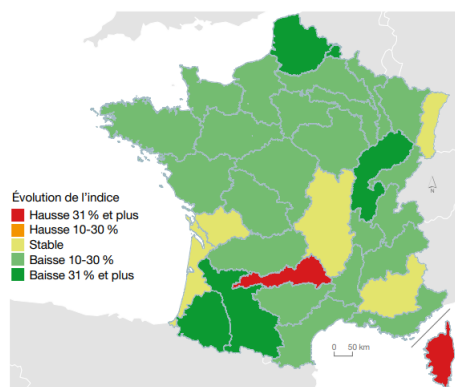 Évolution de l'indice
Hausse 31 % et plus
Hausse 10-30 %
Stable
Baisse 10-30 %
Baisse 31 % et plus
N
0 50 km